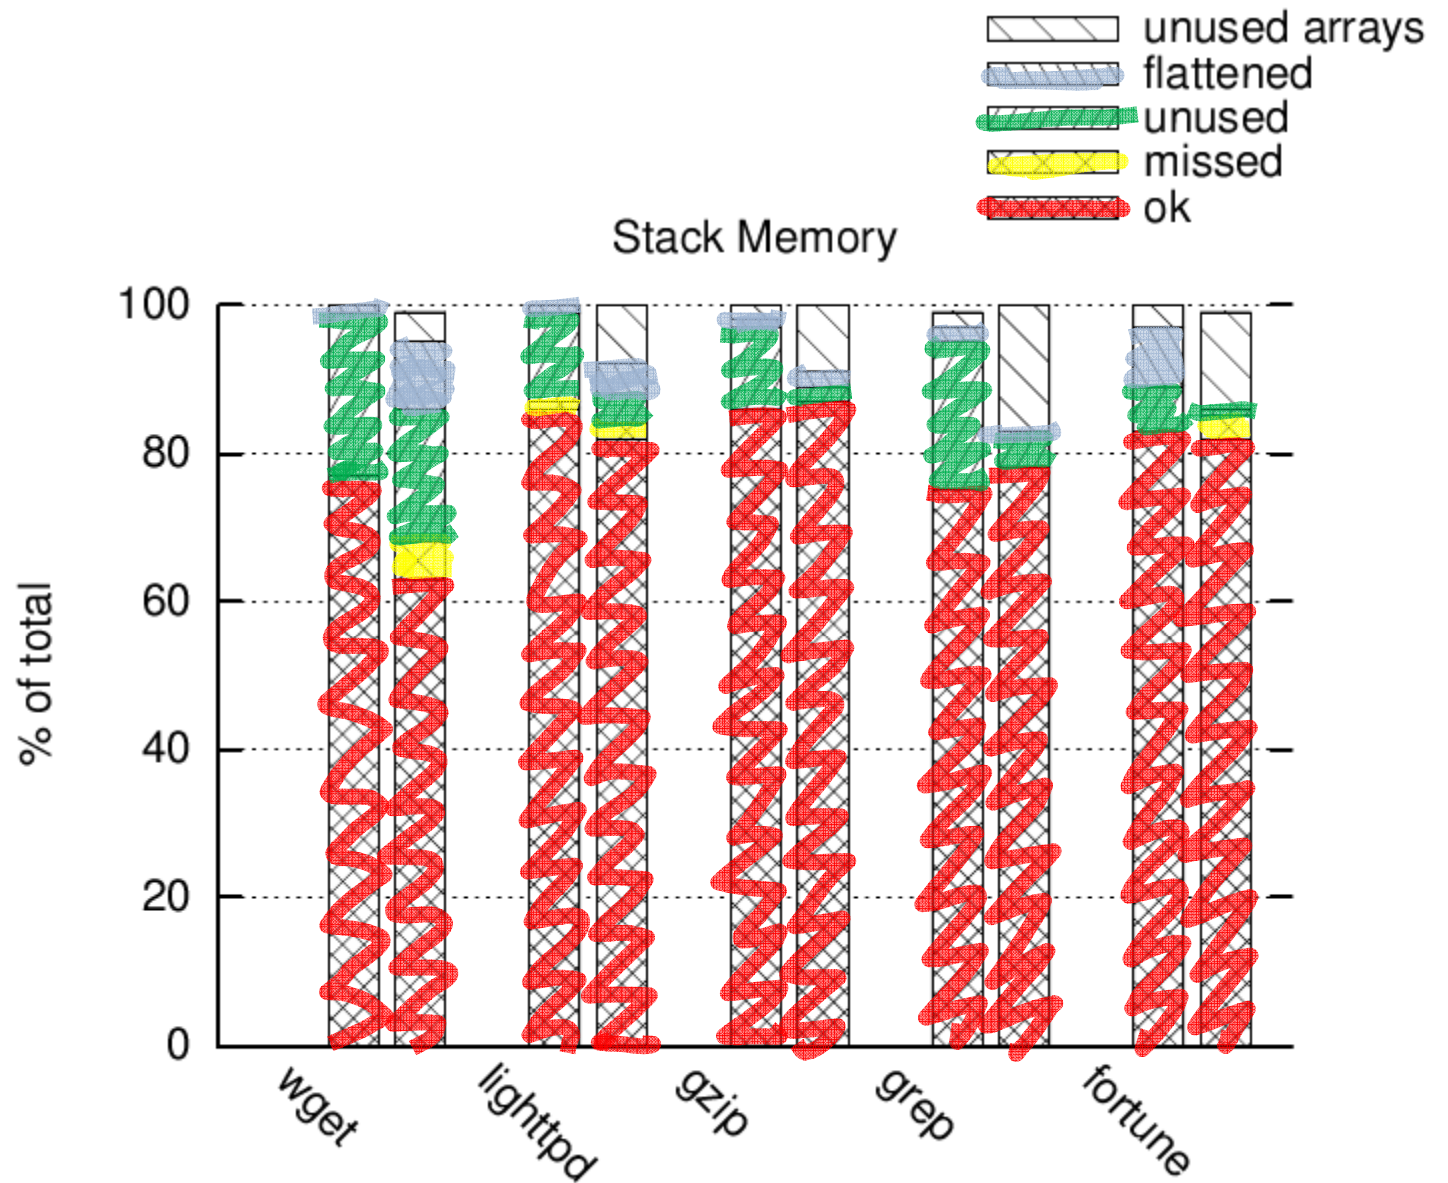 unused arrays
flattened
unused
missed
ok
Stack Memory
100
80
60
40
20
0
% of total
wget
lighttpd
gzip
grep
fortune